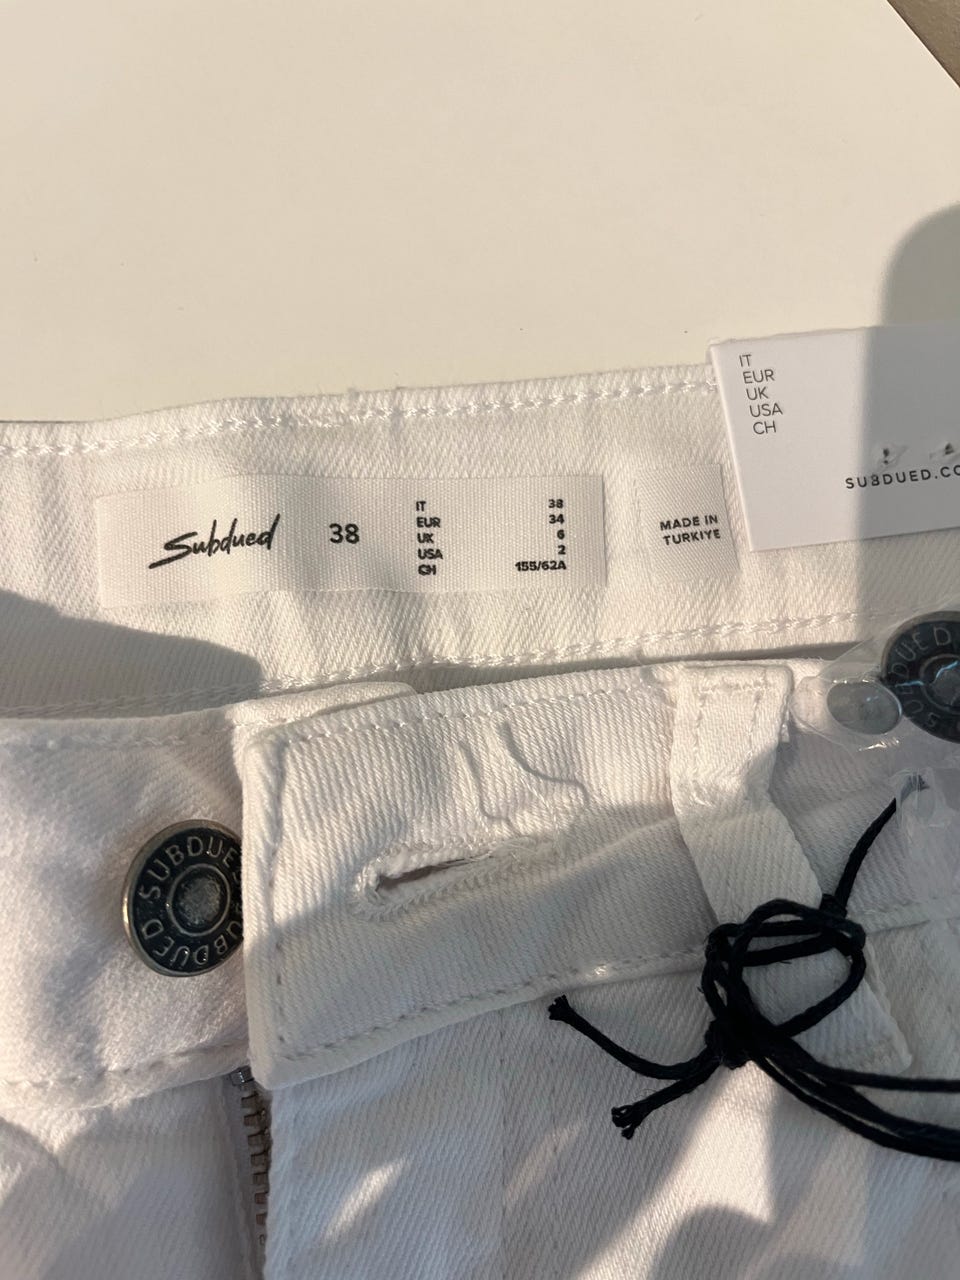 IT
EUR
UK
USA
CH
SUBDUED.CO
Subdued
38
IT 38
EUR 34
UK 6
USA 2
CH 155/62A
MADE IN
TURKIYE
SUBDUED SUBDUED
SUBDUED